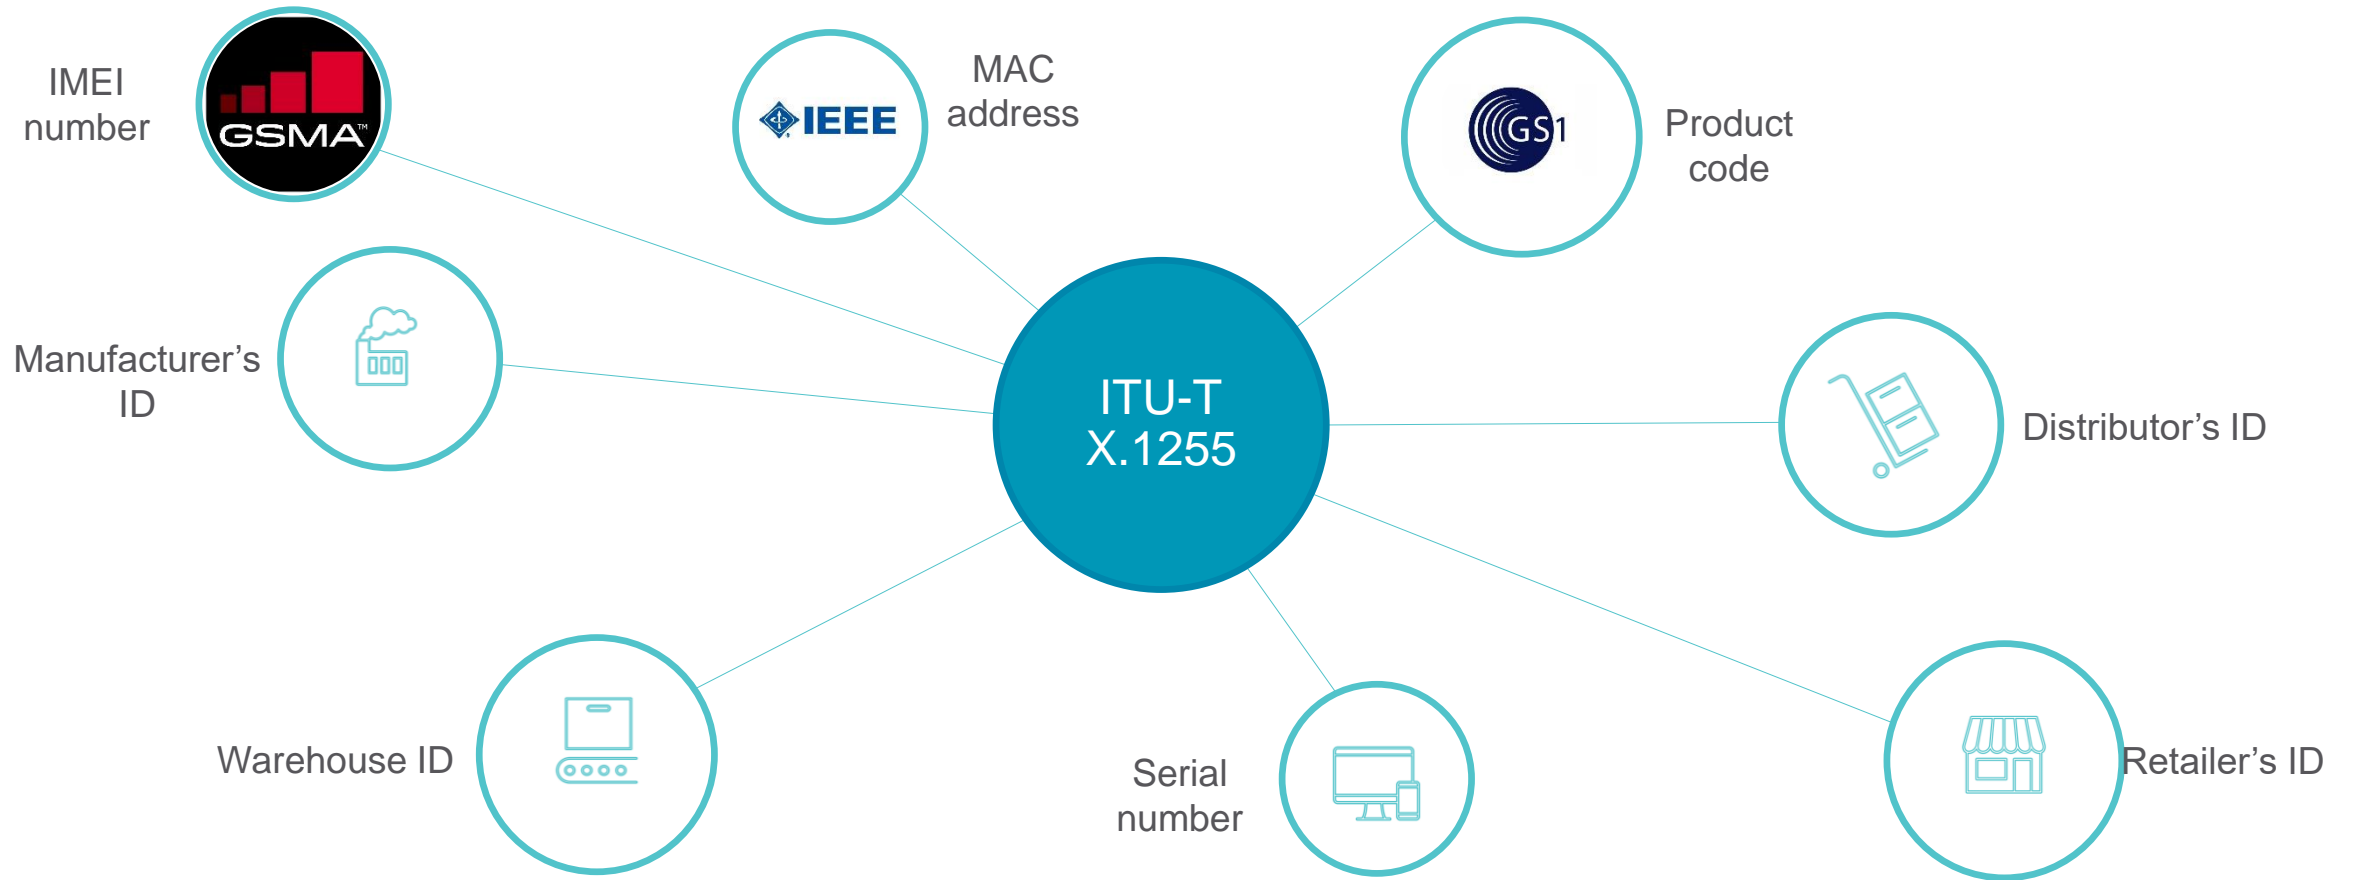 IMEI
number
GSMA™
IEEE
MAC
address
GS1
Product
code
Manufacturer’s
ID
ITU-T
X.1255
Distributor’s ID
Warehouse ID
Serial
number
Retailer’s ID